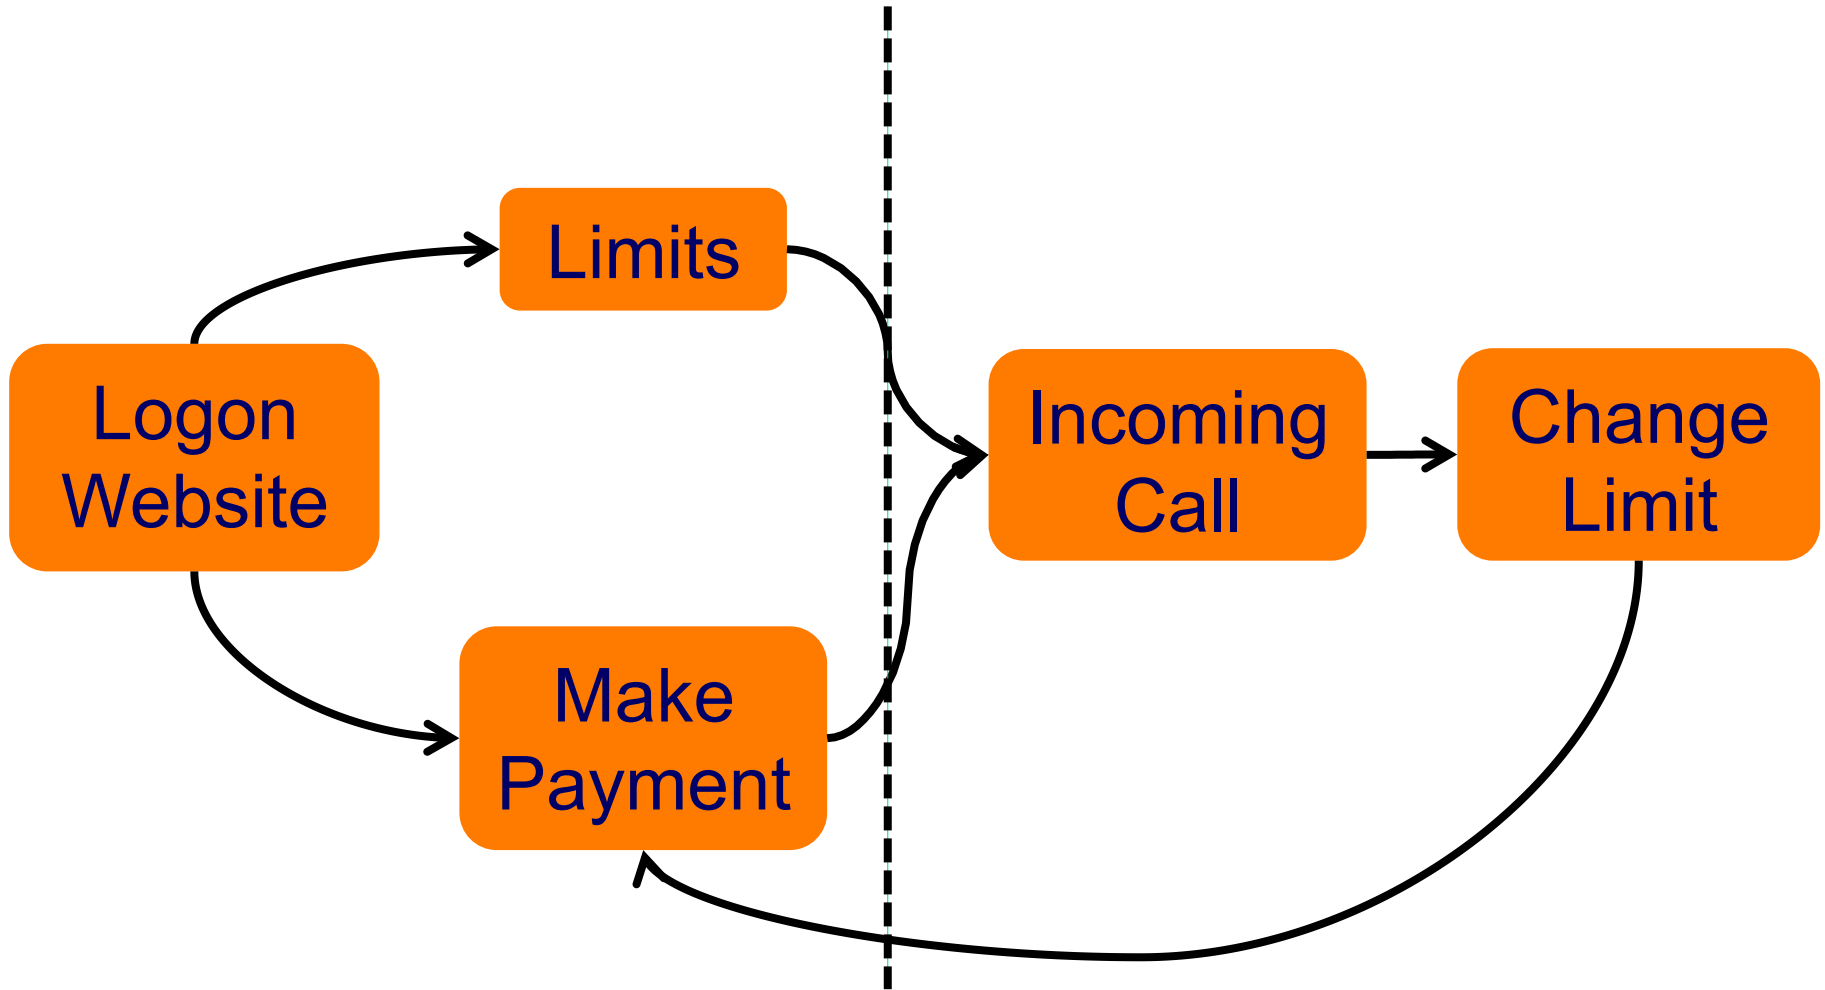 Limits
Logon
Website
Incoming
Call
Change
Limit
Make
Payment